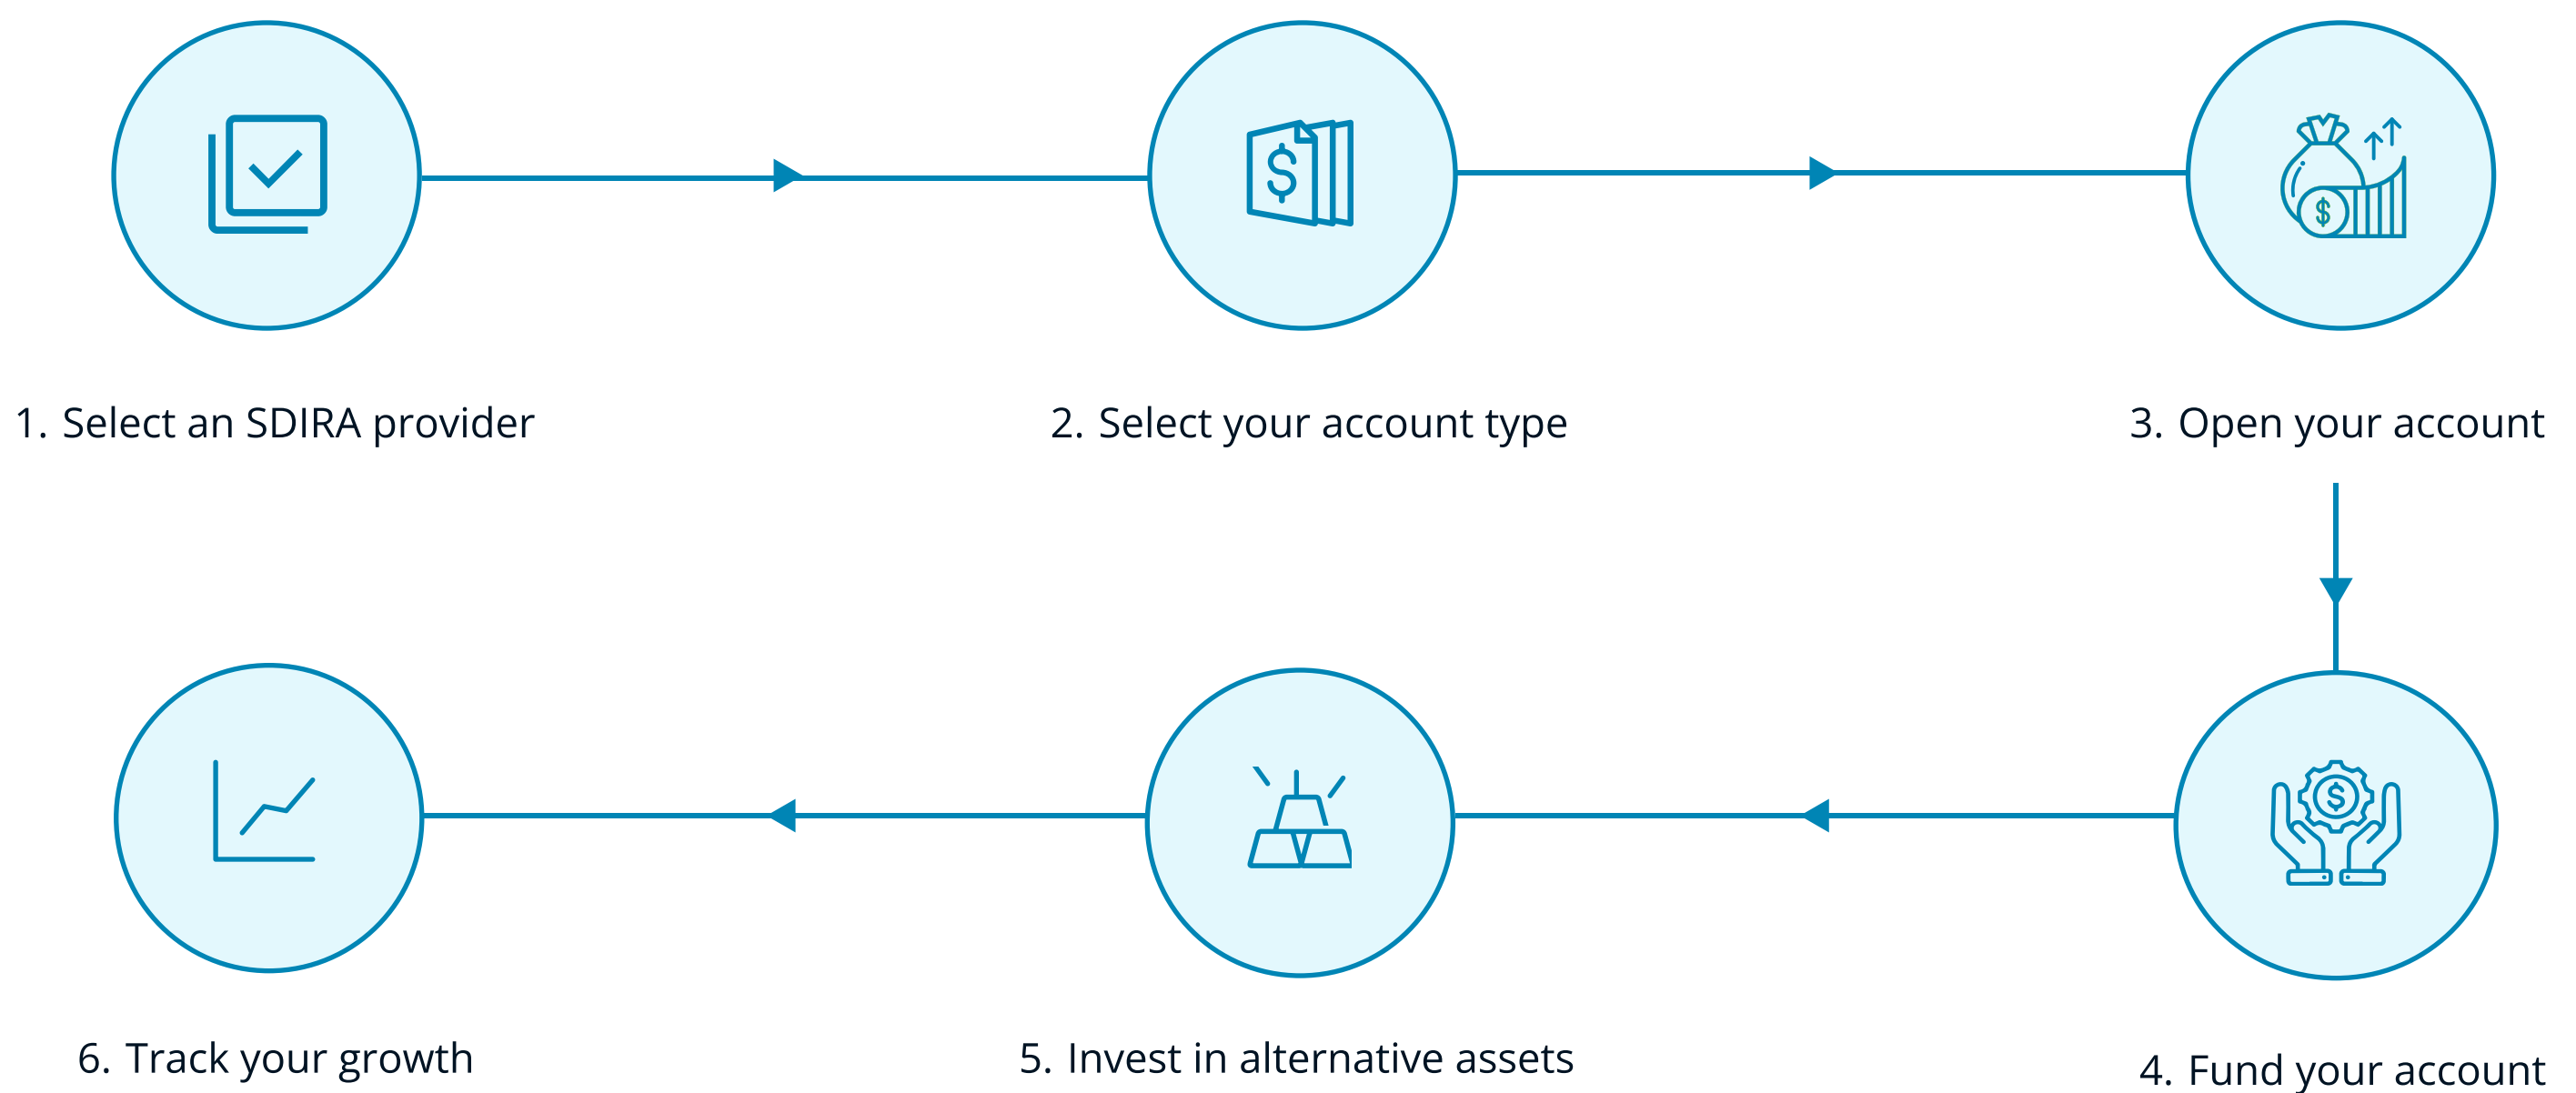 1. Select an SDIRA provider
2. Select your account type
3. Open your account
4. Fund your account
5. Invest in alternative assets
6. Track your growth